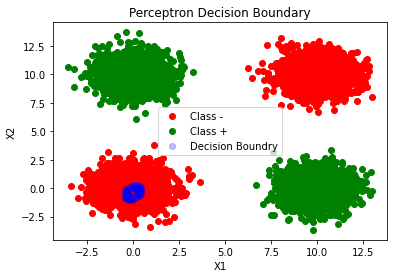 Perceptron Decision Boundary
12.5
10.0
7.5
5.0
2.5
0.0
−2.5
X2
Class -
Class +
Decision Boundry
−2.5 0.0 2.5 5.0 7.5 10.0 12.5
X1